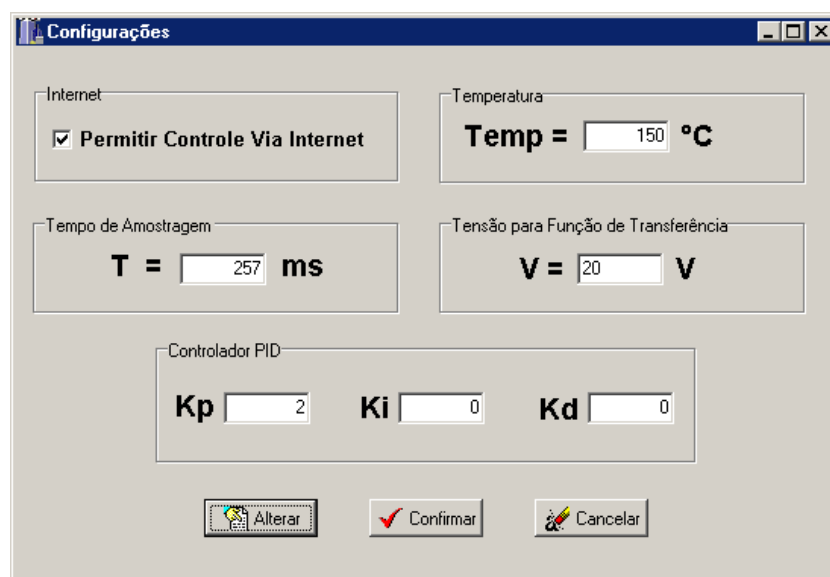 Configurações
Internet
Permitir Controle Via Internet
Temperatura
Temp = 150 ºC
Tempo de Amostragem
T = 257 ms
Tensão para Função de Transferência
V = 20 V
Controlador PID
Kp 2 Ki 0 Kd 0
Alterar Confirmar Cancelar